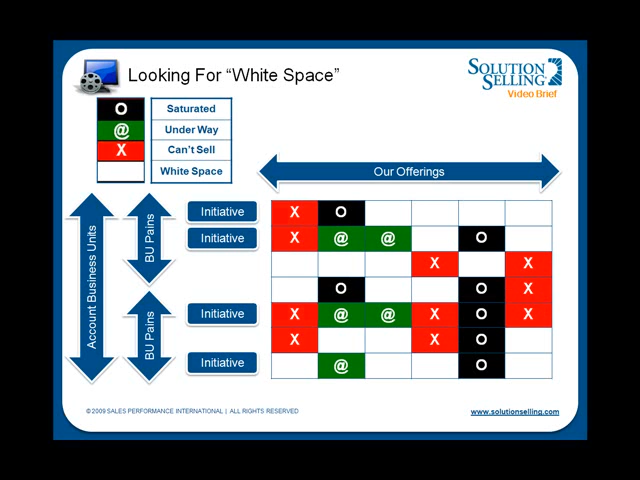 Looking For “White Space”
SOLUTION
SELLING
Video Brief
O Saturated
@ Under Way
X Can't Sell
White Space
Our Offerings
Account Business Units
BU Pains
BU Pains
Initiative X O
Initiative X @ @ O
X X
O O X
Initiative X @ @ X O X
X X O
Initiative @ O
© 2009 SALES PERFORMANCE INTERNATIONAL | ALL RIGHTS RESERVED
www.solutionselling.com